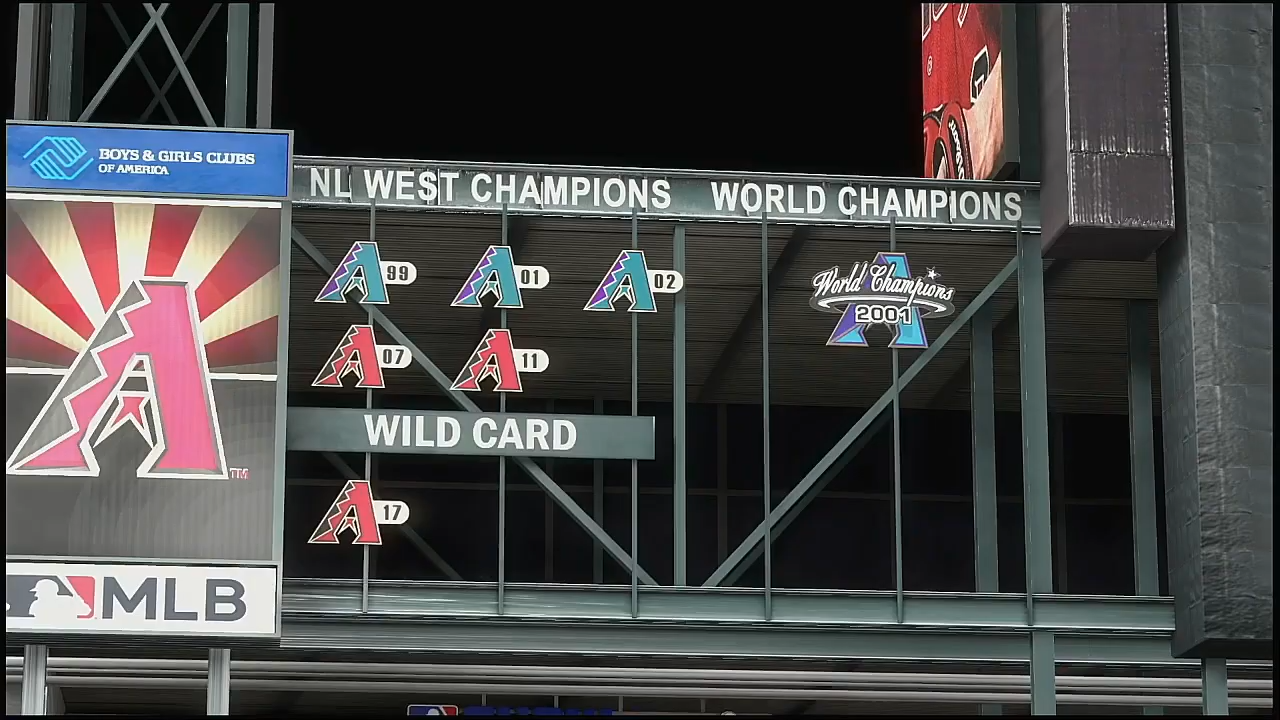 BOYS & GIRLS CLUBS
OF AMERICA
NL WEST CHAMPIONS WORLD CHAMPIONS
99 01 02
World Champions
2001
07 11
WILD CARD
17
TM
MLB